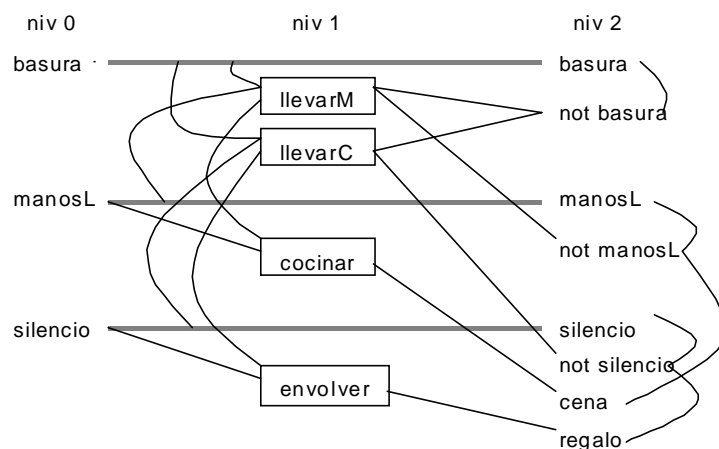 niv 0 niv 1 niv 2
basura basura
llevarM
not basura
llevarC
manosL manosL
not manosL
cocinar
silencio silencio
not silencio
envolver
cena
regalo